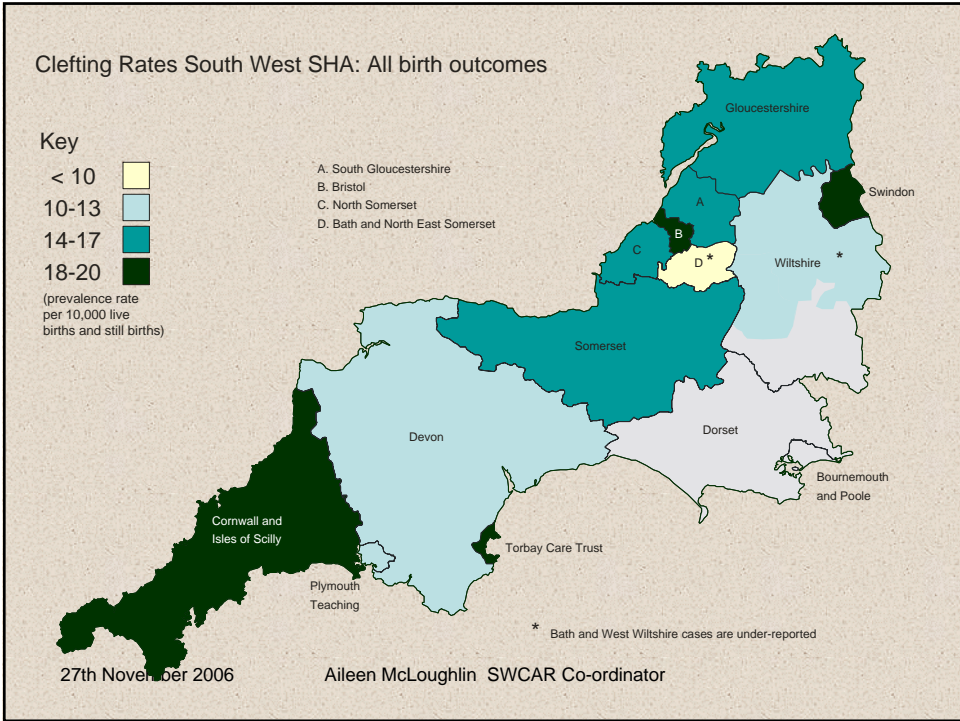 Clefting Rates South West SHA: All birth outcomes
Key
< 10
10-13
14-17
18-20
(prevalence rate
per 10,000 live
births and still births)
A. South Gloucestershire
B. Bristol
C. North Somerset
D. Bath and North East Somerset
Gloucestershire
Swindon
A
B
C
D *
Wiltshire *
Somerset
Devon
Dorset
Bournemouth
and Poole
Cornwall and
Isles of Scilly
Torbay Care Trust
Plymouth
Teaching
* Bath and West Wiltshire cases are under-reported
27th November 2006 Aileen McLoughlin SWCAR Co-ordinator